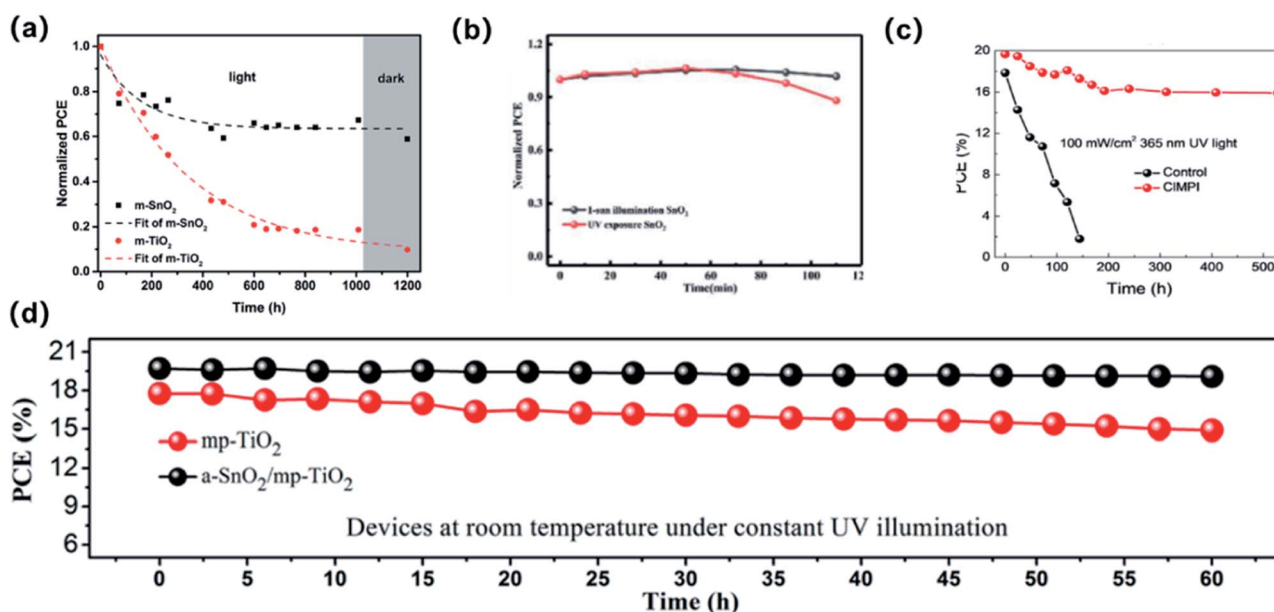 (a)
1.0
0.8
0.6
0.4
0.2
0.0
Normalized PCE
light
dark
m-SnO2
Fit of m-SnO2
m-TiO2
Fit of m-TiO2
0 200 400 600 800 1000 1200
Time (h)
(b)
1.2
0.9
0.6
0.3
0.0
Normalized PCE
1-sun illumination SnO2
UV exposure SnO2
0 20 40 60 80 100 12
Time(min)
(c)
20
16
12
8
4
0
PCE (%)
100 mW/cm² 365 nm UV light
Control
0 100 200 300 400 500
Time (h)
(d)
21
18
15
12
9
6
PCE (%)
mp-TiO2
a-SnO2/mp-TiO2
Devices at room temperature under constant UV illumination
0 5 10 15 20 25 30 35 40 45 50 55 60
Time (h)